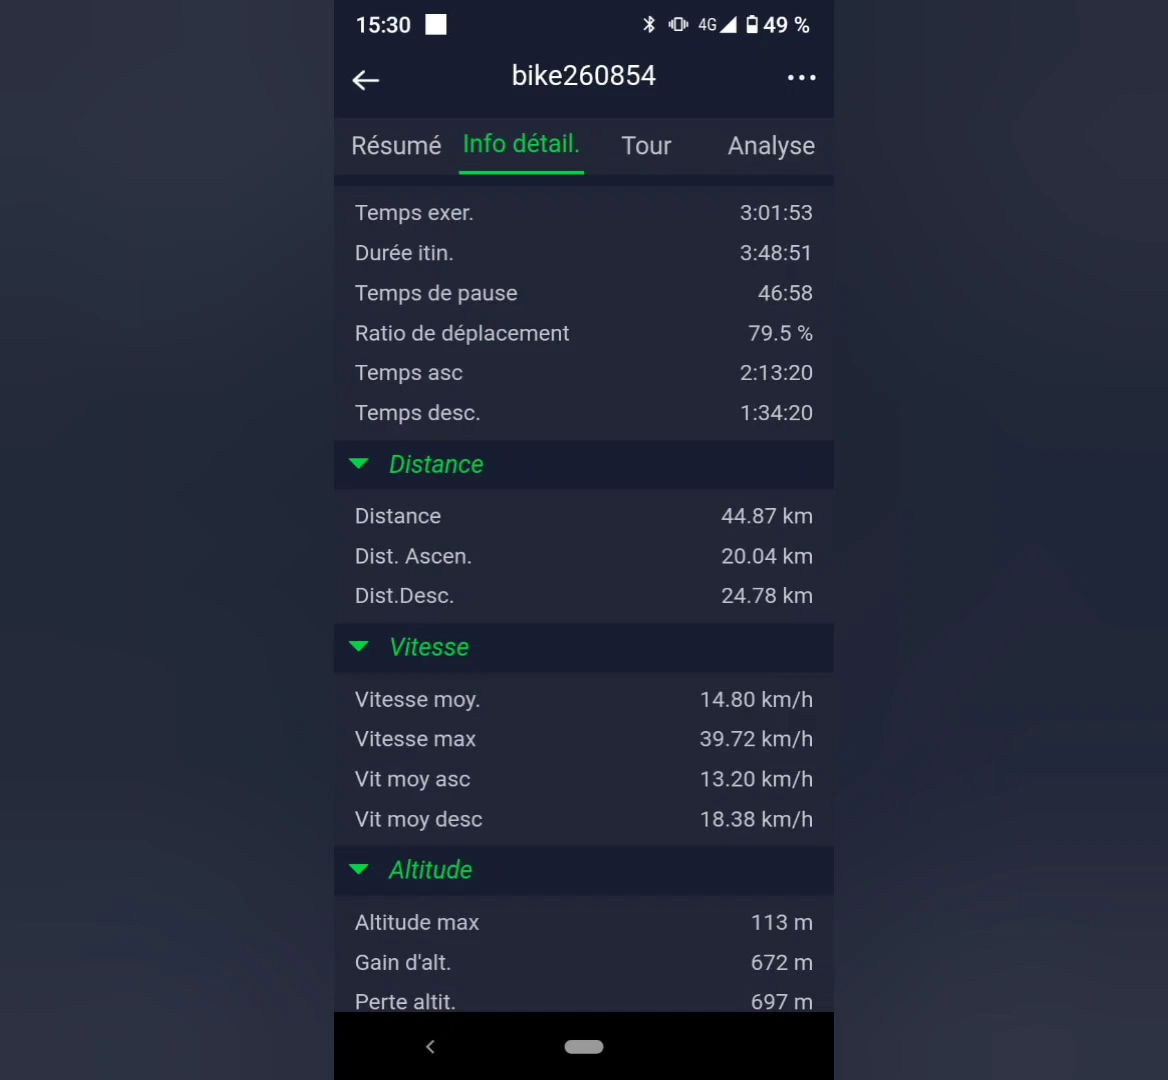 15:30 4G 49 %
bike260854
Résumé Info détail. Tour Analyse
Temps exer. 3:01:53
Durée itin. 3:48:51
Temps de pause 46:58
Ratio de déplacement 79.5 %
Temps asc 2:13:20
Temps desc. 1:34:20
Distance
Distance 44.87 km
Dist. Ascen. 20.04 km
Dist.Desc. 24.78 km
Vitesse
Vitesse moy. 14.80 km/h
Vitesse max 39.72 km/h
Vit moy asc 13.20 km/h
Vit moy desc 18.38 km/h
Altitude
Altitude max 113 m
Gain d'alt. 672 m
Perte altit. 697 m